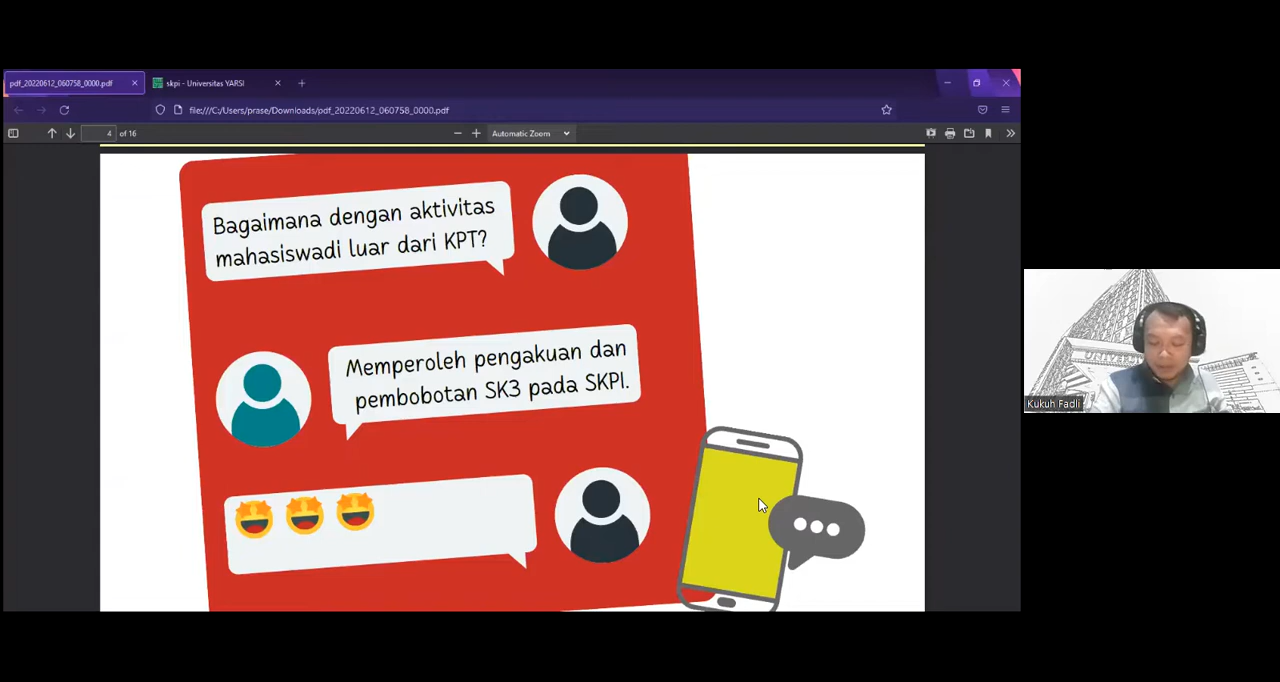 pdf_20220612_060758_0000.pdf
skpi - Universitas YARSI
file:///C:/Users/prase/Downloads/pdf_20220612_060758_0000.pdf
4 of 16
Automatic Zoom
Bagaimana dengan aktivitas
mahasiswadi luar dari KPT?
Memperoleh pengakuan dan
pembobotan SK3 pada SKPI.
Kukuh Fadli